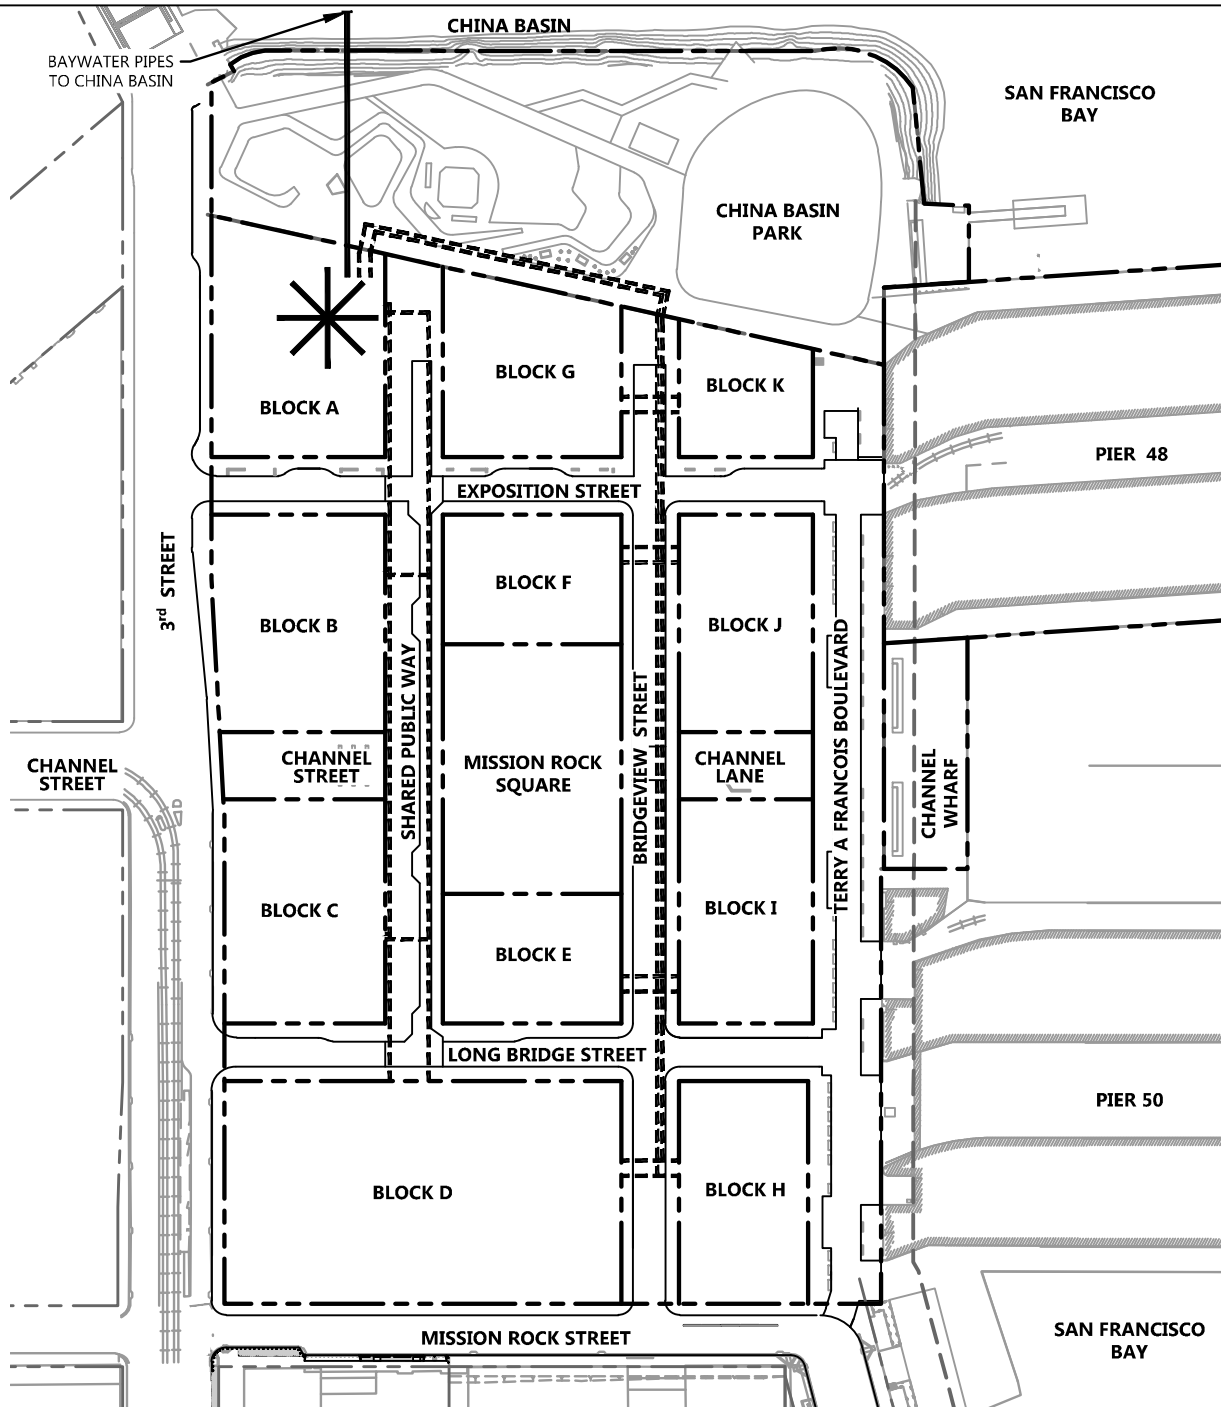 CHINA BASIN
BAYWATER PIPES
TO CHINA BASIN
SAN FRANCISCO
BAY
CHINA BASIN
PARK
BLOCK G
BLOCK K
BLOCK A
PIER 48
EXPOSITION STREET
3rd STREET
BLOCK F
BLOCK B
BLOCK J
SHARED PUBLIC WAY
BRIDGEVIEW STREET
TERRY A FRANCOIS BOULEVARD
CHANNEL
STREET
CHANNEL
STREET
MISSION ROCK
SQUARE
CHANNEL
LANE
CHANNEL
WHARF
BLOCK C
BLOCK I
BLOCK E
LONG BRIDGE STREET
PIER 50
BLOCK D
BLOCK H
MISSION ROCK STREET
SAN FRANCISCO
BAY